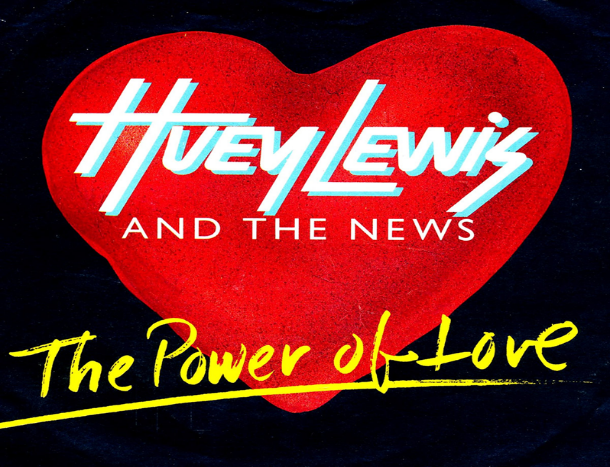 Huey Lewis
AND THE NEWS
The Power of Love